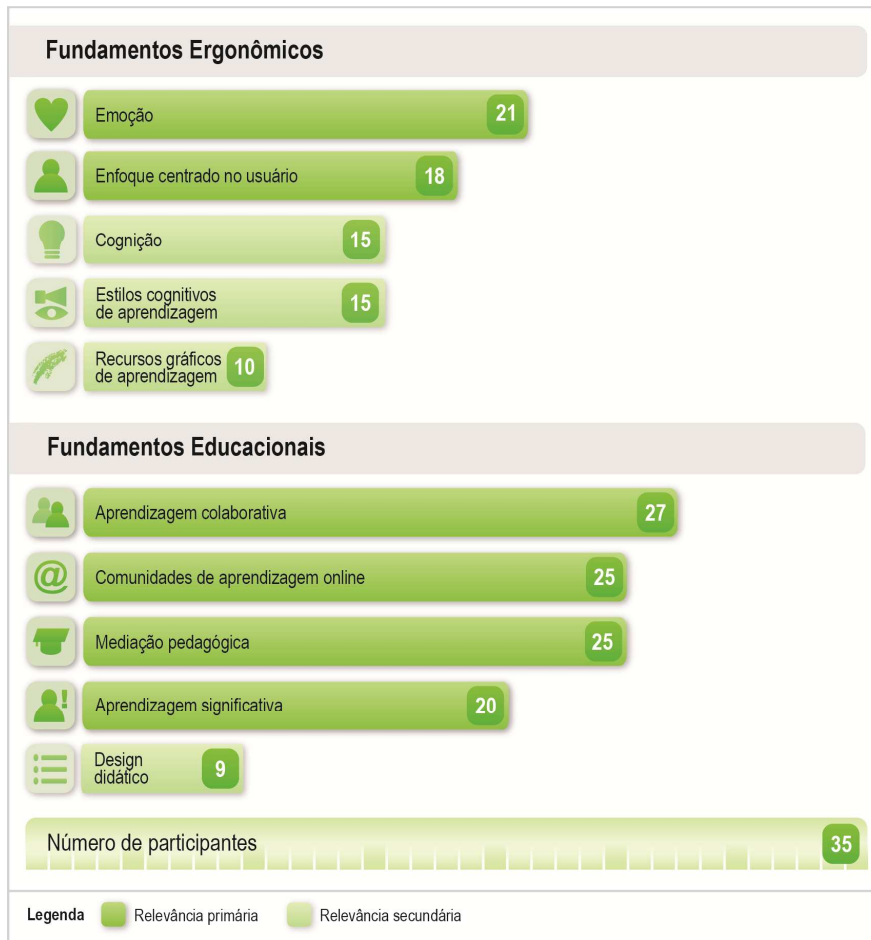 Fundamentos Ergonômicos
Emoção 21
Enfoque centrado no usuário 18
Cognição 15
Estilos cognitivos
de aprendizagem 15
Recursos gráficos
de aprendizagem 10
Fundamentos Educacionais
Aprendizagem colaborativa 27
@ Comunidades de aprendizagem online 25
Mediação pedagógica 25
! Aprendizagem significativa 20
Design
didático 9
Número de participantes 35
Legenda Relevância primária Relevância secundária